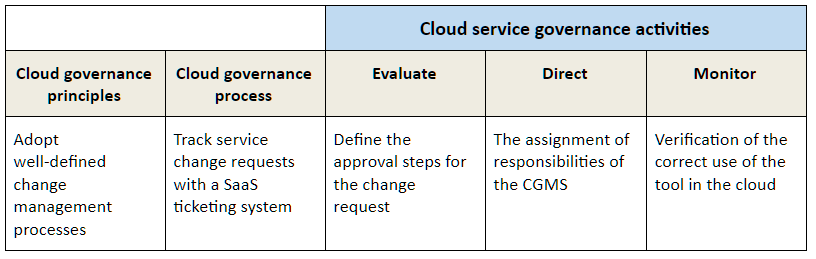 Cloud service governance activities
Cloud governance
principles
Cloud governance
process
Evaluate
Direct
Monitor
Adopt
well-defined
change
management
processes
Track service
change requests
with a SaaS
ticketing system
Define the
approval steps for
the change
request
The assignment of
responsibilities of
the CGMS
Verification of the
correct use of the
tool in the cloud